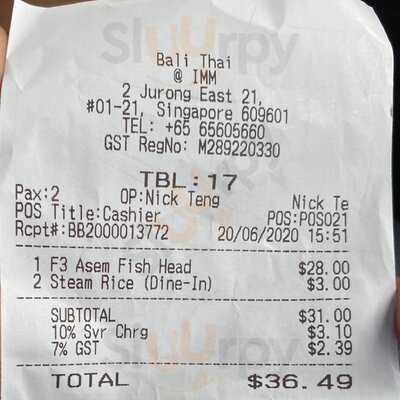 Slurrpy
Bali Thai
@ IMM
2 Jurong East 21,
#01-21, Singapore 609601
TEL: +65 65605660
GST RegNo: M289220330
TBL:17
Pax:2 OP:Nick Teng Nick Te
POS Title:Cashier POS:POS021
Rcpt#:BB2000013772 20/06/2020 15:51
1 F3 Asem Fish Head $28.00
2 Steam Rice (Dine-In) $3.00
SUBTOTAL $31.00
10% Svr Chrg $3.10
7% GST $2.39
Slurrpy
TOTAL $36.49